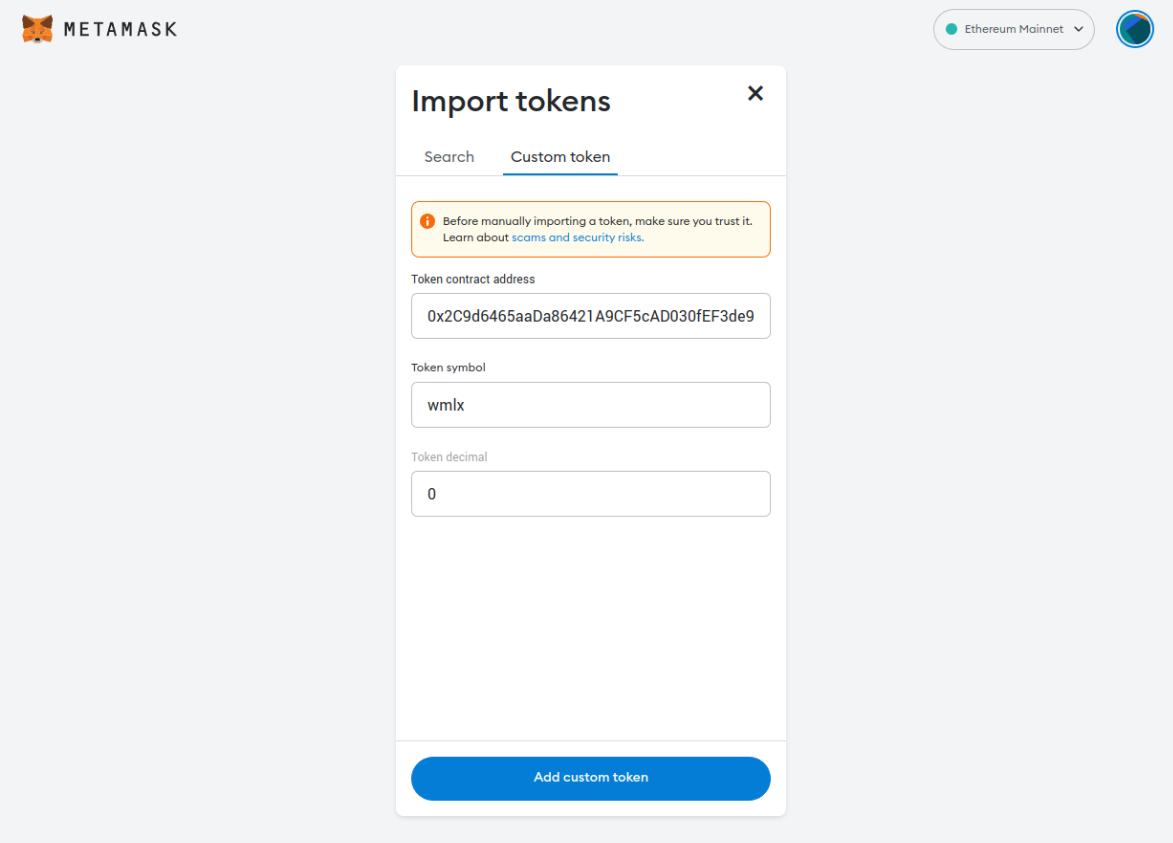 METAMASK
Ethereum Mainnet
Import tokens
Search
Custom token
Before manually importing a token, make sure you trust it.
Learn about scams and security risks.
Token contract address
0x2C9d6465aaDa86421A9CF5cAD030fEF3de9
Token symbol
wmlx
Token decimal
0
Add custom token